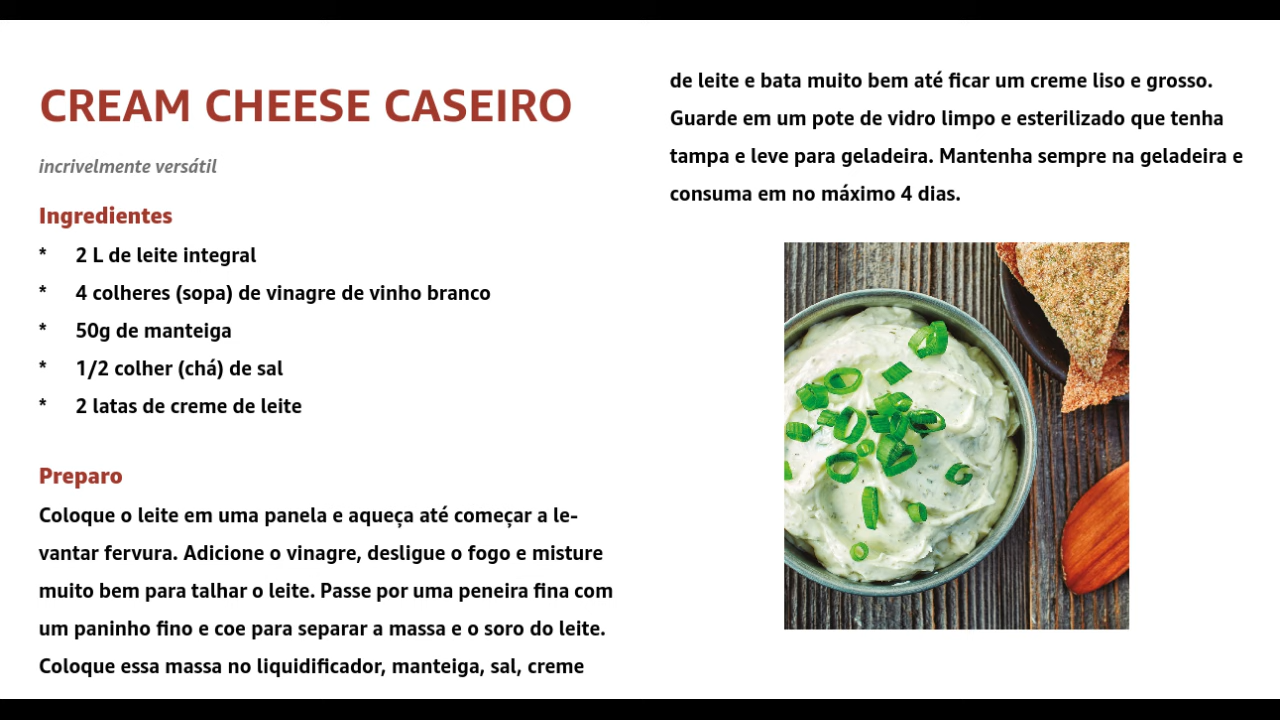 CREAM CHEESE CASEIRO
incrivelmente versátil
Ingredientes
* 2 L de leite integral
* 4 colheres (sopa) de vinagre de vinho branco
* 50g de manteiga
* 1/2 colher (chá) de sal
* 2 latas de creme de leite
Preparo
Coloque o leite em uma panela e aqueça até começar a le-
vantar fervura. Adicione o vinagre, desligue o fogo e misture
muito bem para talhar o leite. Passe por uma peneira fina com
um paninho fino e coe para separar a massa e o soro do leite.
Coloque essa massa no liquidificador, manteiga, sal, creme
de leite e bata muito bem até ficar um creme liso e grosso.
Guarde em um pote de vidro limpo e esterilizado que tenha
tampa e leve para geladeira. Mantenha sempre na geladeira e
consuma em no máximo 4 dias.